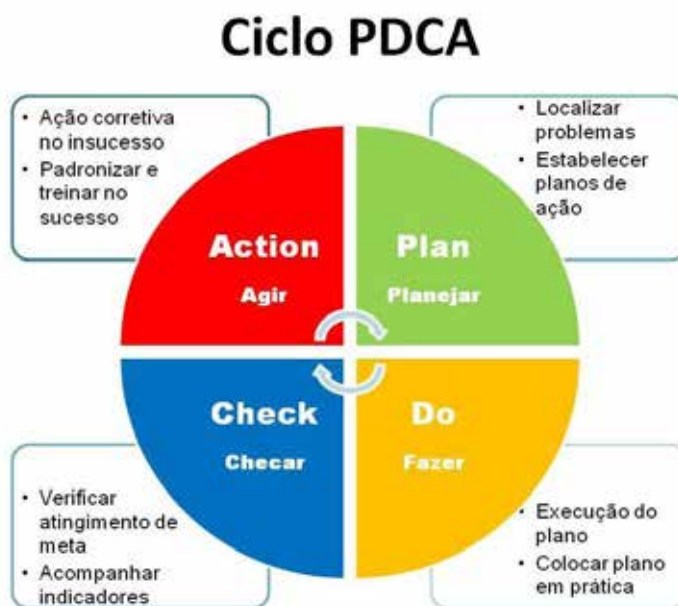 Ciclo PDCA
• Ação corretiva
no insucesso
• Padronizar e
treinar no
sucesso
• Localizar
problemas
• Estabelecer
planos de
ação
Action
Agir
Plan
Planejar
Check
Checar
Do
Fazer
• Verificar
atingimento de
meta
• Acompanhar
indicadores
• Execução do
plano
• Colocar plano
em prática